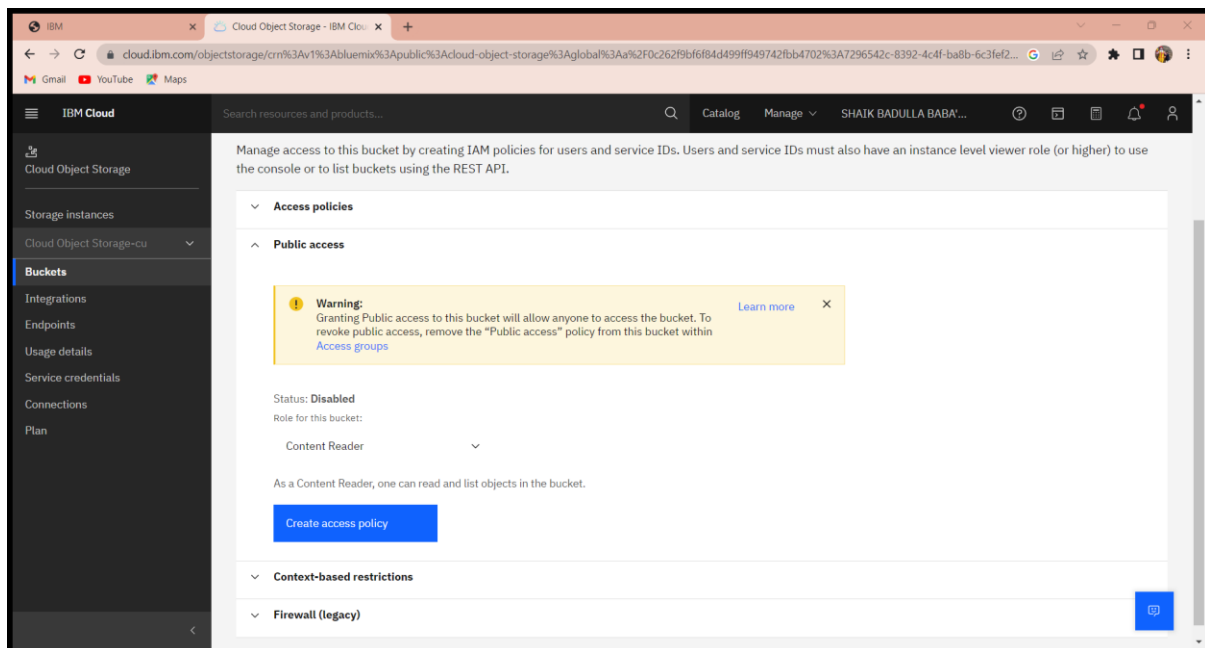 IBM
Cloud Object Storage - IBM Clou
cloud.ibm.com/objectstorage/crn%3Av1%3Abluemix%3Apublic%3Acloud-object-storage%3Aglobal%3Aa%2F0c262f9bf6f84d499ff949742fbb4702%3A7296542c-8392-4c4f-ba8b-6c3fef2...
Gmail YouTube Maps
IBM Cloud
Search resources and products...
Catalog Manage SHAIK BADULLA BABA'...
Cloud Object Storage
Storage instances
Cloud Object Storage-cu
Buckets
Integrations
Endpoints
Usage details
Service credentials
Connections
Plan
Manage access to this bucket by creating IAM policies for users and service IDs. Users and service IDs must also have an instance level viewer role (or higher) to use
the console or to list buckets using the REST API.
Access policies
Public access
Warning:
Learn more
Granting Public access to this bucket will allow anyone to access the bucket. To
revoke public access, remove the “Public access” policy from this bucket within
Access groups
Status: Disabled
Role for this bucket:
Content Reader
As a Content Reader, one can read and list objects in the bucket.
Create access policy
Context-based restrictions
Firewall (legacy)